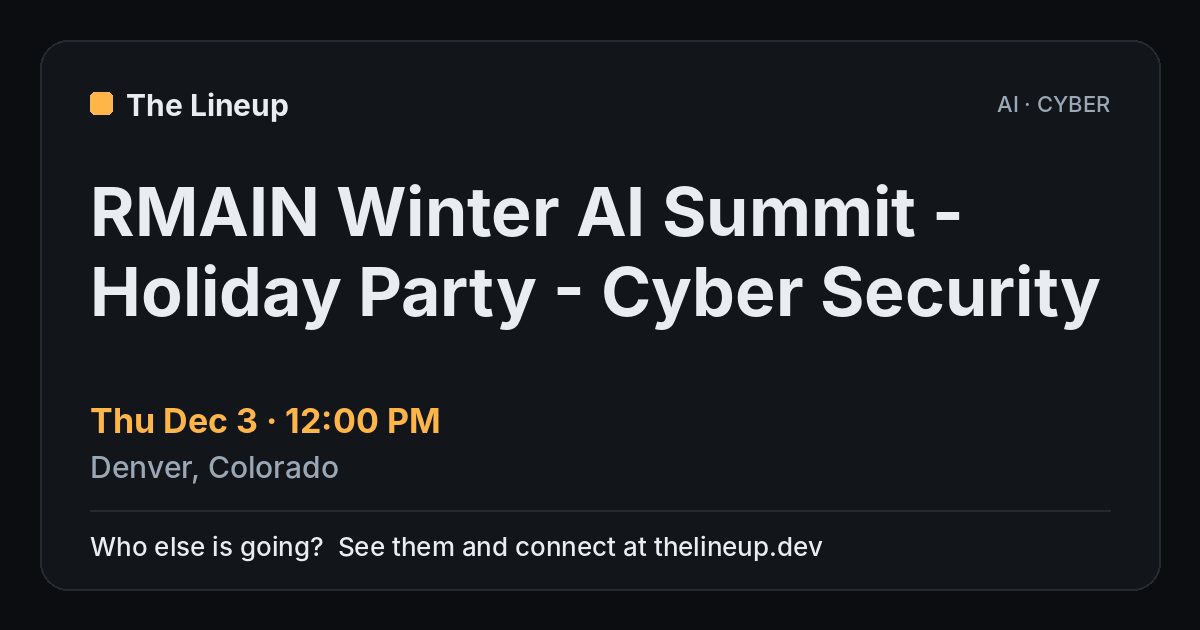 The Lineup
AI · CYBER
RMAIN Winter AI Summit -
Holiday Party - Cyber Security
Thu Dec 3 · 12:00 PM
Denver, Colorado
Who else is going? See them and connect at thelineup.dev